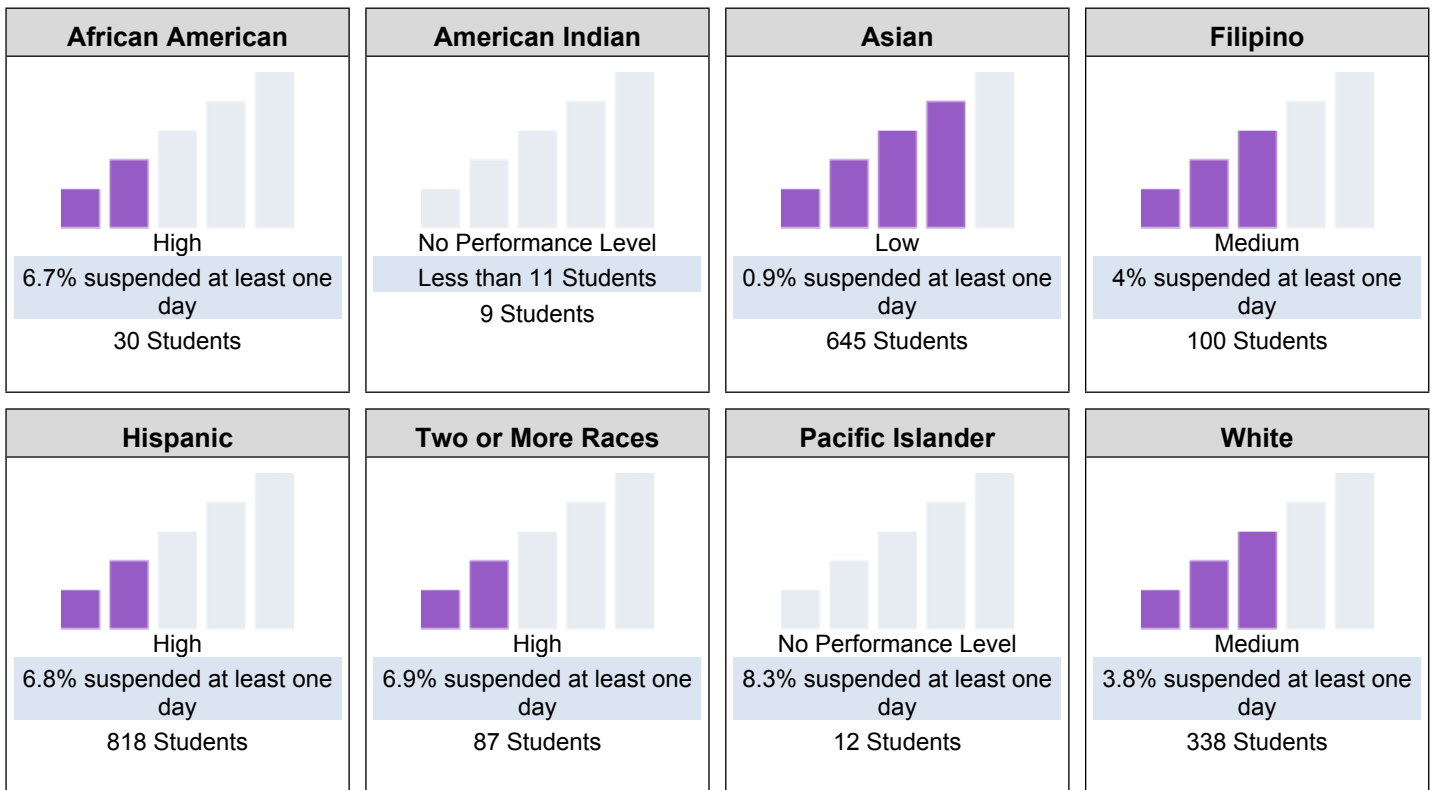 African American
High
6.7% suspended at least one
day
30 Students
American Indian
No Performance Level
Less than 11 Students
9 Students
Asian
Low
0.9% suspended at least one
day
645 Students
Filipino
Medium
4% suspended at least one
day
100 Students
Hispanic
High
6.8% suspended at least one
day
818 Students
Two or More Races
High
6.9% suspended at least one
day
87 Students
Pacific Islander
No Performance Level
8.3% suspended at least one
day
12 Students
White
Medium
3.8% suspended at least one
day
338 Students